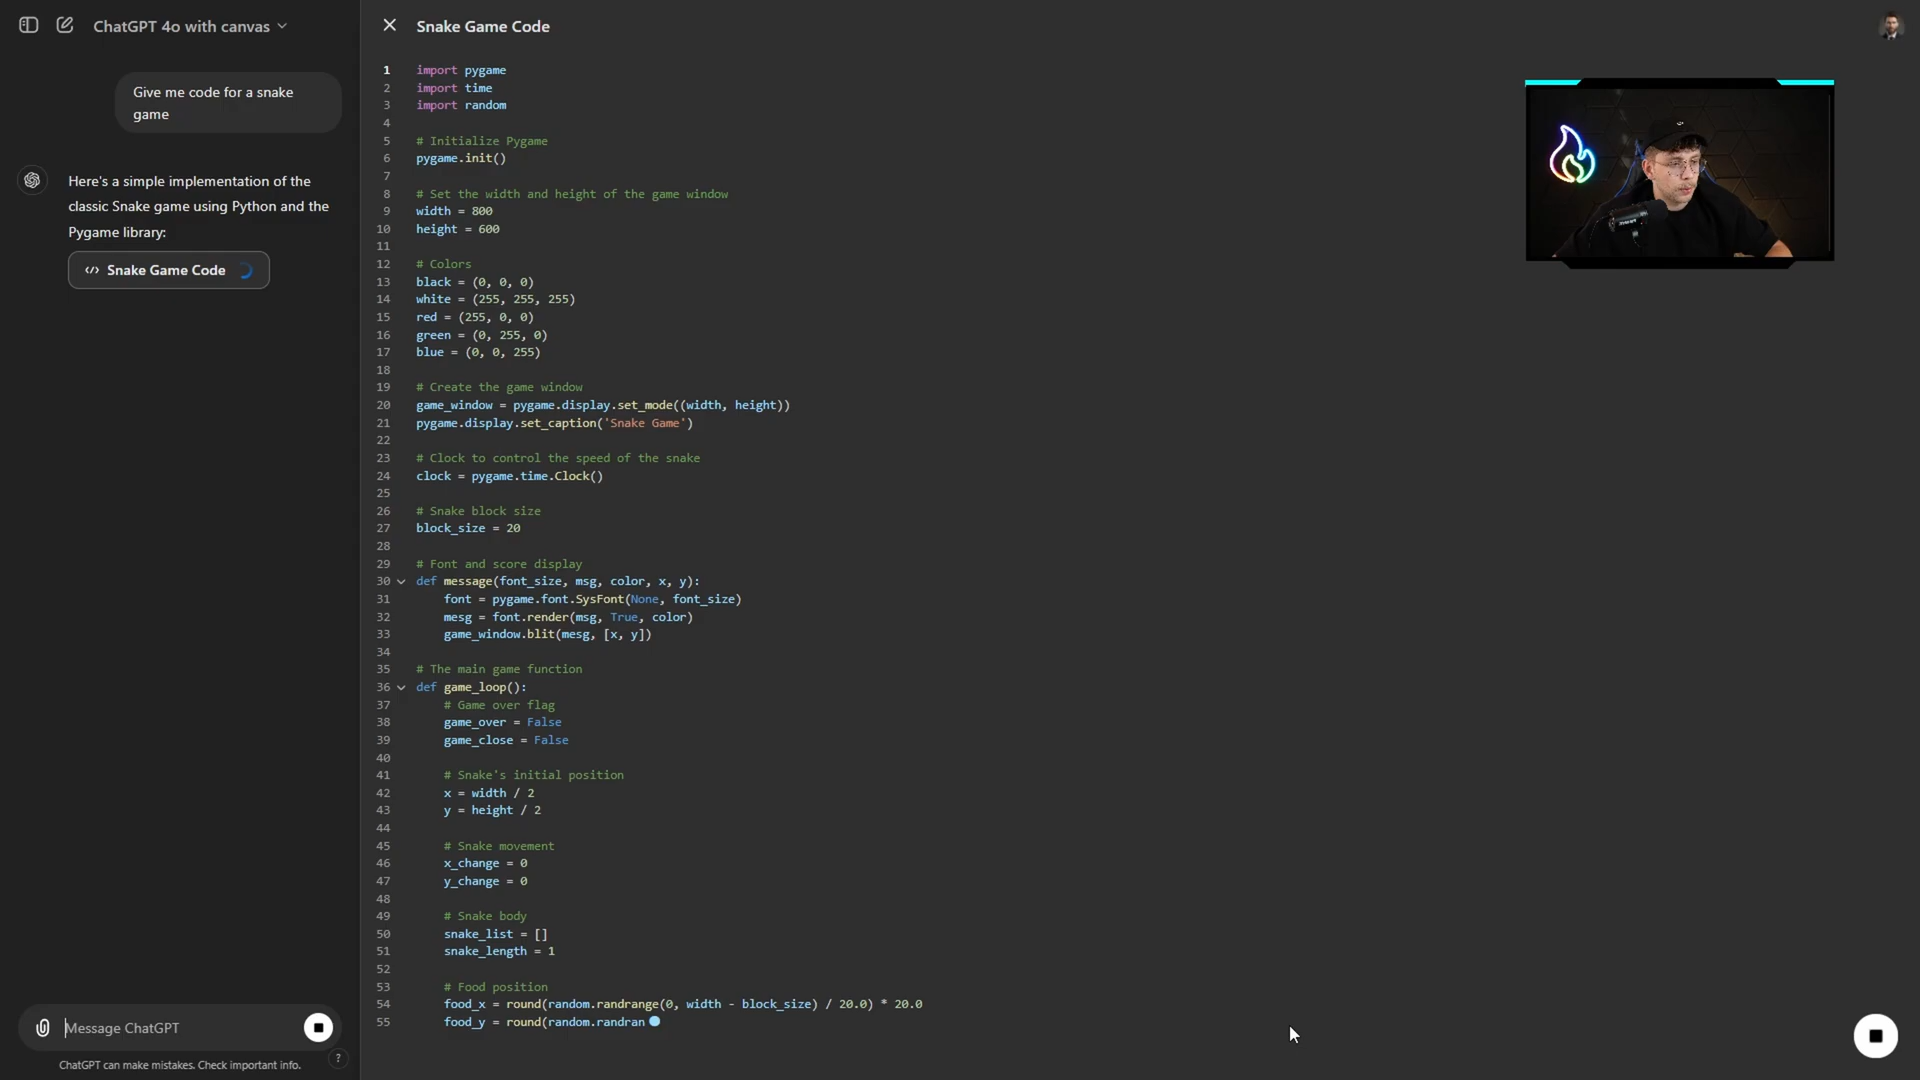 ChatGPT 4o with canvas
Give me code for a snake
game
Here's a simple implementation of the
classic Snake game using Python and the
Pygame library:
Snake Game Code
Message ChatGPT
ChatGPT can make mistakes. Check important info.
?
Snake Game Code
1 import pygame
2 import time
3 import random
4
5 # Initialize Pygame
6 pygame.init()
7
8 # Set the width and height of the game window
9 width = 800
10 height = 600
11
12 # Colors
13 black = (0, 0, 0)
14 white = (255, 255, 255)
15 red = (255, 0, 0)
16 green = (0, 255, 0)
17 blue = (0, 0, 255)
18
19 # Create the game window
20 game_window = pygame.display.set_mode((width, height))
21 pygame.display.set_caption('Snake Game')
22
23 # Clock to control the speed of the snake
24 clock = pygame.time.Clock()
25
26 # Snake block size
27 block_size = 20
28
29 # Font and score display
30 def message(font_size, msg, color, x, y):
31 font = pygame.font.SysFont(None, font_size)
32 mesg = font.render(msg, True, color)
33 game_window.blit(mesg, [x, y])
34
35 # The main game function
36 def game_loop():
37 # Game over flag
38 game_over = False
39 game_close = False
40
41 # Snake's initial position
42 x = width / 2
43 y = height / 2
44
45 # Snake movement
46 x_change = 0
47 y_change = 0
48
49 # Snake body
50 snake_list = []
51 snake_length = 1
52
53 # Food position
54 food_x = round(random.randrange(0, width - block_size) / 20.0) * 20.0
55 food_y = round(random.randran